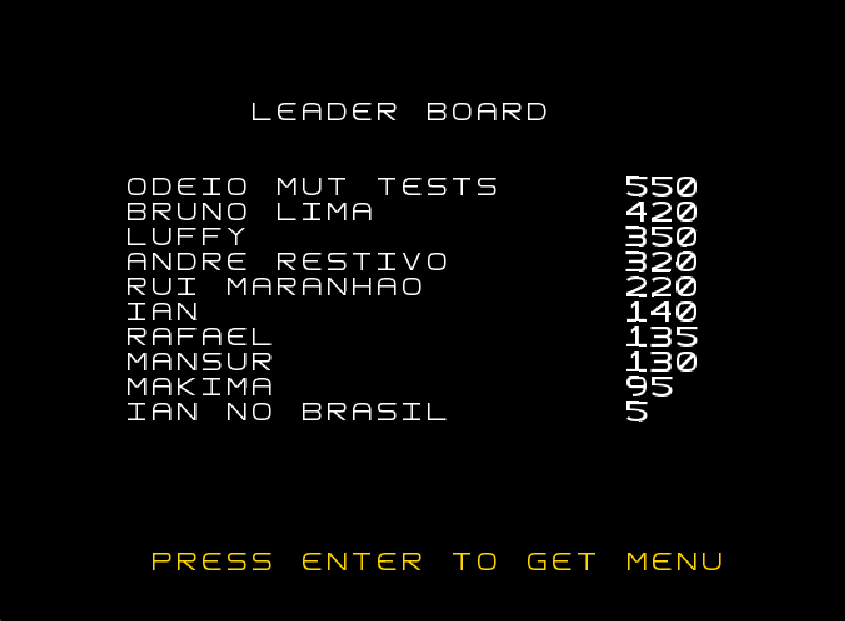 LEADER BOARD
ODEIO MUT TESTS 550
BRUNO LIMA 420
LUFFY 350
ANDRE RESTIVO 320
RUI MARANHAO 220
IAN 140
RAFAEL 135
MANSUR 130
MAKIMA 95
IAN NO BRASIL 5
PRESS ENTER TO GET MENU